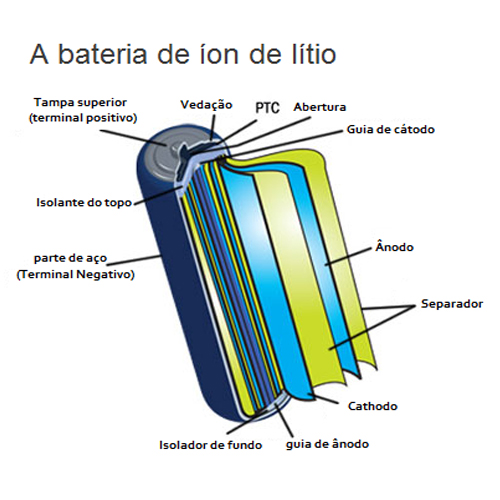 A bateria de íon de lítio
Tampa superior
(terminal positivo)
Vedação
PTC
Abertura
Guia de cátodo
Isolante do topo
parte de aço
(Terminal Negativo)
Ânodo
Separador
Cathodo
Isolador de fundo
guia de ânodo